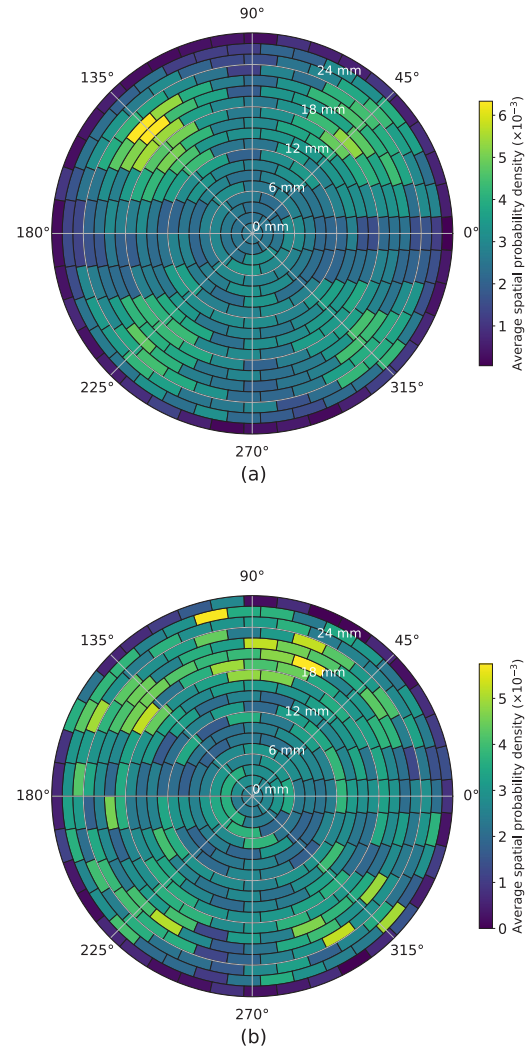 90°
135°
45°
24 mm
18 mm
12 mm
6 mm
0 mm
180°
0°
225°
315°
270°
6
5
4
3
2
1
Average spatial probability density (×10⁻³)
(a)
90°
135°
45°
24 mm
18 mm
12 mm
6 mm
0 mm
180°
0°
225°
315°
270°
5
4
3
2
1
0
Average spatial probability density (×10⁻³)
(b)